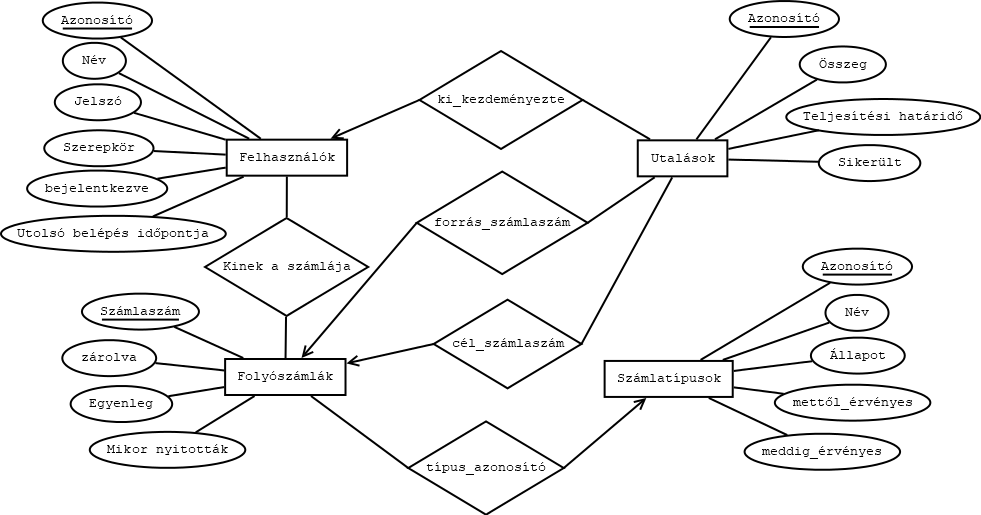 Azonosító
Név
Jelszó
Szerepkör
bejelentkezve
Utolsó belépés időpontja
Felhasználók
ki_kezdeményezte
Azonosító
Összeg
Teljesítési határidő
Sikerült
Utalások
forrás_számlaszám
Kinek a számlája
cél_számlaszám
Számlaszám
zárolva
Egyenleg
Mikor nyitották
Folyószámlák
típus_azonosító
Azonosító
Név
Állapot
mettől_érvényes
meddig_érvényes
Számlatípusok